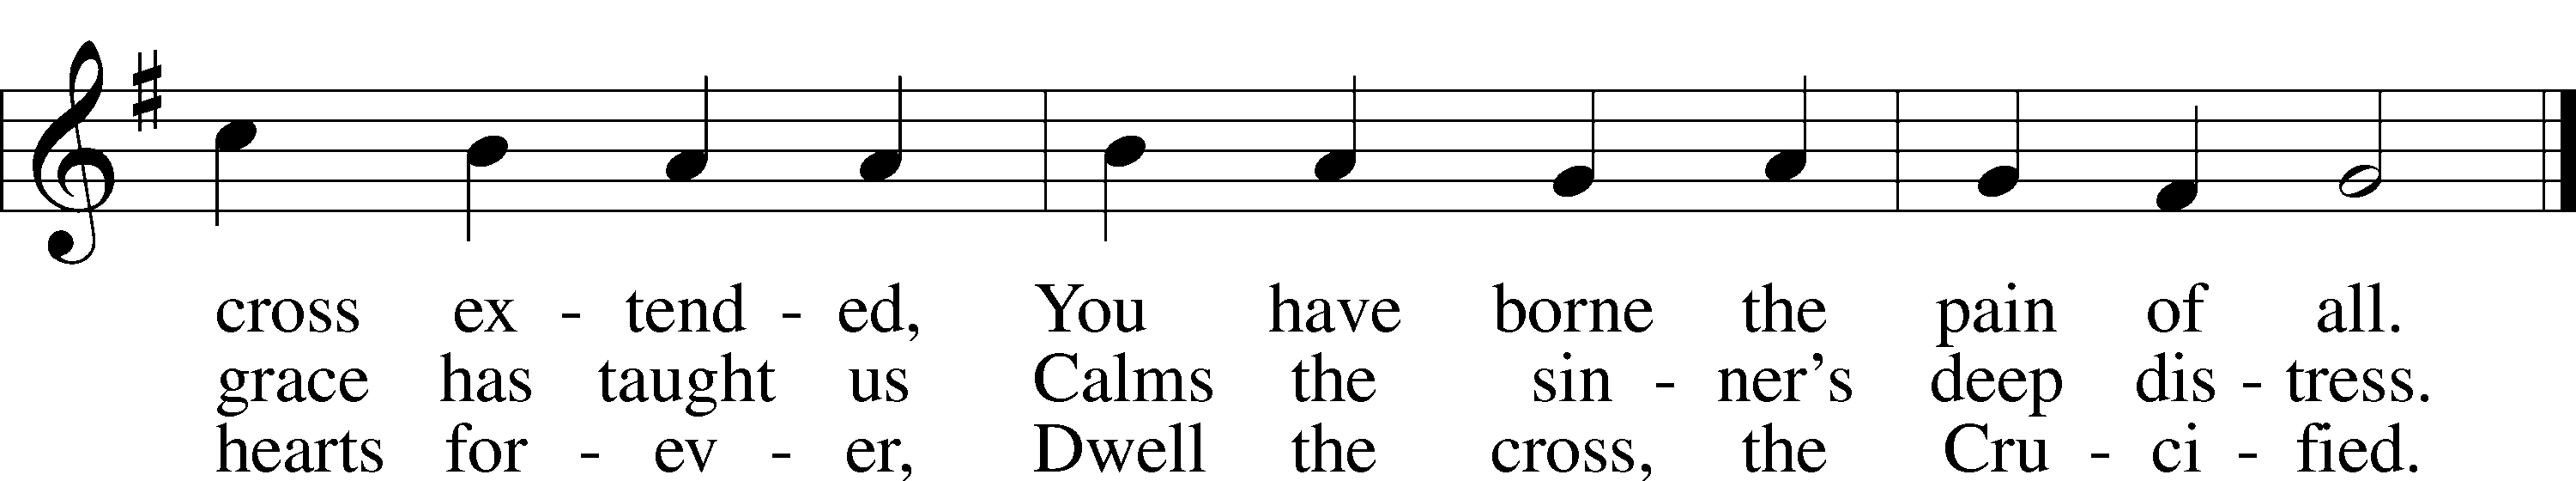 cross ex - tend - ed, You have borne the pain of all.
grace has taught us Calms the sin - ner's deep dis - tress.
hearts for - ev - er, Dwell the cross, the Cru - ci - fied.